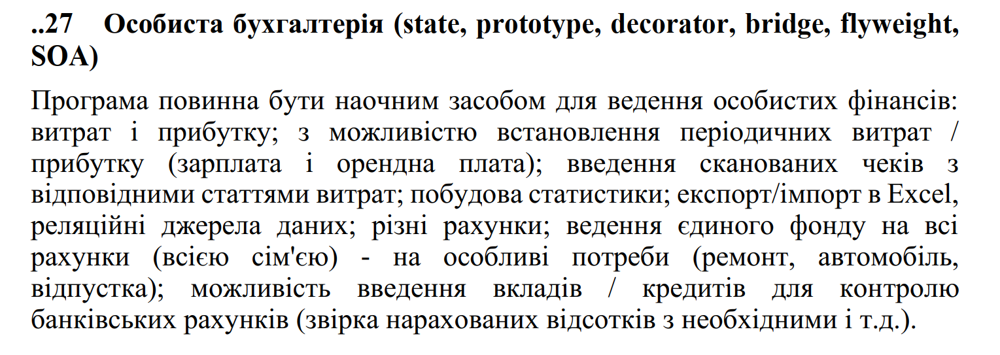 ..27 Особиста бухгалтерія (state, prototype, decorator, bridge, flyweight,
SOA)
Програма повинна бути наочним засобом для ведення особистих фінансів:
витрат і прибутку; з можливістю встановлення періодичних витрат /
прибутку (зарплата і орендна плата); введення сканованих чеків з
відповідними статтями витрат; побудова статистики; експорт/імпорт в Excel,
реляційні джерела даних; різні рахунки; ведення єдиного фонду на всі
рахунки (всією сім'єю) - на особливі потреби (ремонт, автомобіль,
відпустка); можливість введення вкладів / кредитів для контролю
банківських рахунків (звірка нарахованих відсотків з необхідними і т.д.).